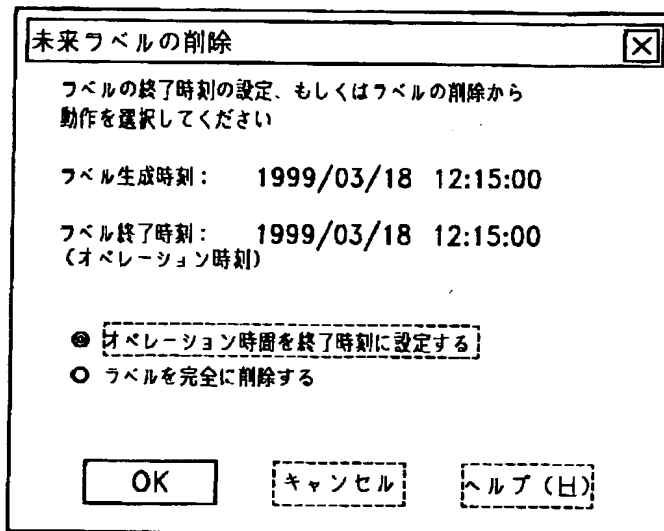 未来ラベルの削除
ラベルの終了時刻の設定、もしくはラベルの削除から
動作を選択してください
ラベル生成時刻: 1999/03/18 12:15:00
ラベル終了時刻: 1999/03/18 12:15:00
(オペレーション時刻)
オペレーション時間を終了時刻に設定する
ラベルを完全に削除する
OK キャンセル ヘルプ(H)